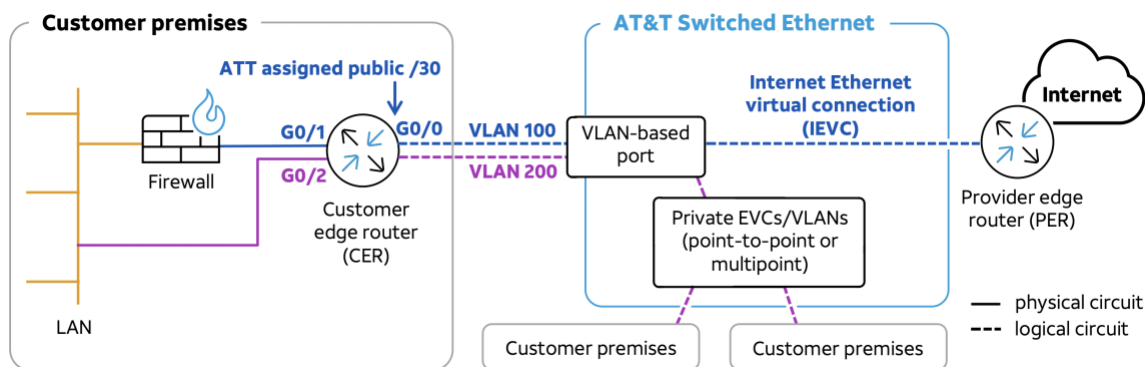 Customer premises
AT&T Switched Ethernet
ATT assigned public /30
Internet Ethernet
virtual connection
(IEVC)
Internet
G0/1
G0/0
VLAN 100
VLAN-based
port
Firewall
G0/2
VLAN 200
Customer
edge router
(CER)
Provider edge
router (PER)
Private EVCs/VLANs
(point-to-point or
multipoint)
LAN
physical circuit
logical circuit
Customer premises
Customer premises